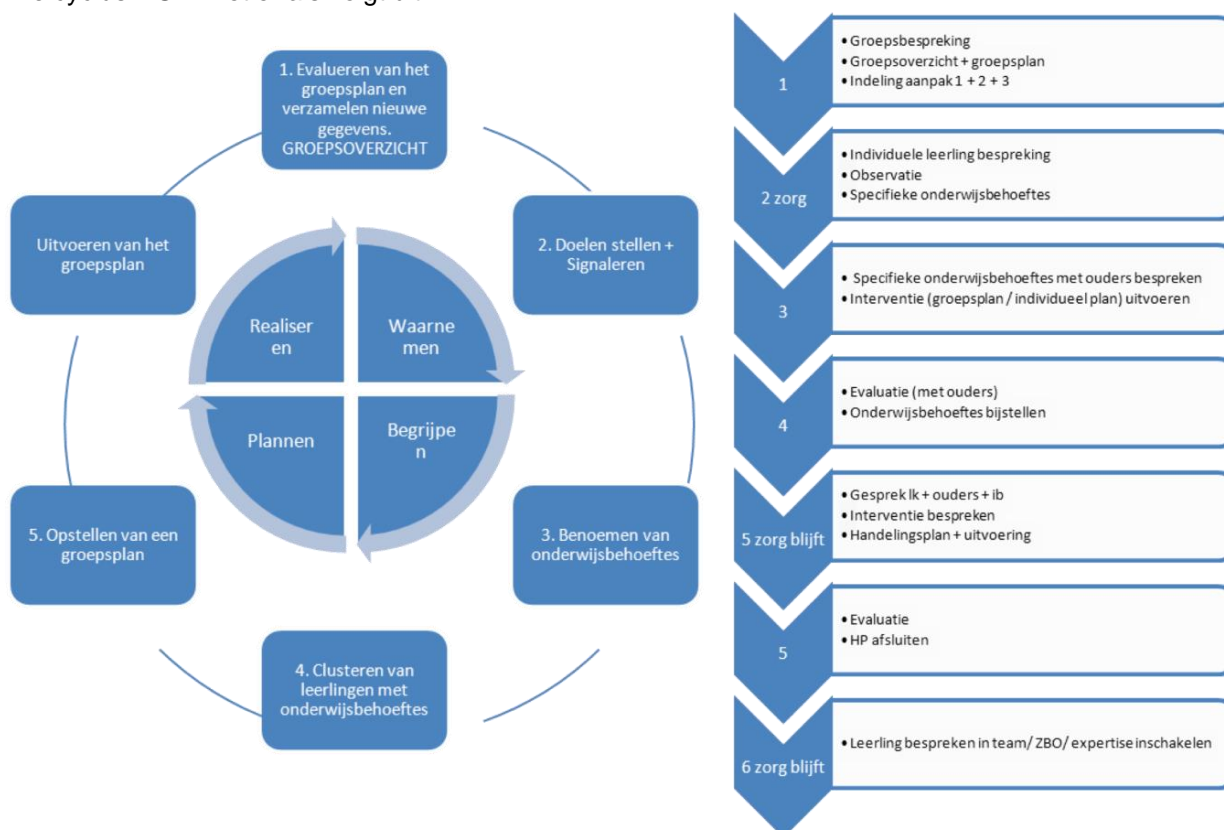 1. Evalueren van het
groepsplan en
verzamelen nieuwe
gegevens.
GROEPSOVERZICHT
2. Doelen stellen +
Signaleren
3. Benoemen van
onderwijsbehoeftes
4. Clusteren van
leerlingen met
onderwijsbehoeftes
5. Opstellen van een
groepsplan
Uitvoeren van het
groepsplan
Realiser
en
Waarne
men
Plannen
Begrijpe
n
1
• Groepsbespreking
• Groepsoverzicht + groepsplan
• Indeling aanpak 1 + 2 + 3
2 zorg
• Individuele leerling bespreking
• Observatie
• Specifieke onderwijsbehoeftes
3
• Specifieke onderwijsbehoeftes met ouders bespreken
• Interventie (groepsplan / individueel plan) uitvoeren
4
• Evaluatie (met ouders)
• Onderwijsbehoeftes bijstellen
5 zorg blijft
• Gesprek lk + ouders + ib
• Interventie bespreken
• Handelingsplan + uitvoering
5
• Evaluatie
• HP afsluiten
6 zorg blijft
• Leerling bespreken in team/ ZBO/ expertise inschakelen